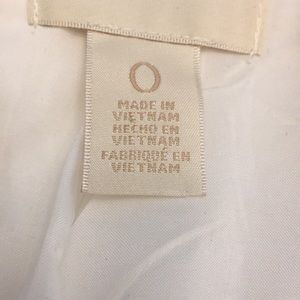 0
MADE IN
VIETNAM
HECHO EN
VIETNAM
FABRIQUÉ EN
VIETNAM